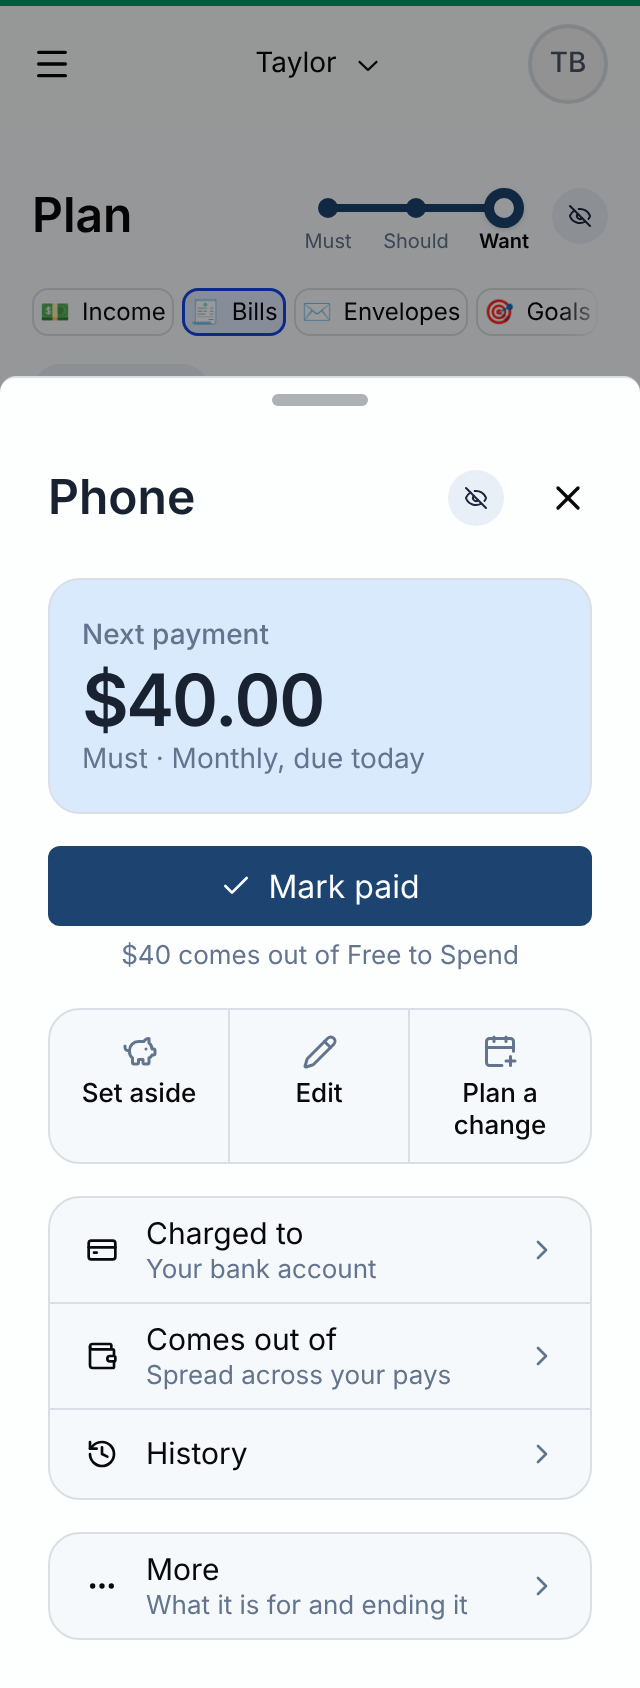 Taylor
TB
Plan
Must Should Want
Income Bills Envelopes Goals
Phone
Next payment
$40.00
Must · Monthly, due today
Mark paid
$40 comes out of Free to Spend
Set aside
Edit
Plan a
change
Charged to
Your bank account
Comes out of
Spread across your pays
History
More
What it is for and ending it